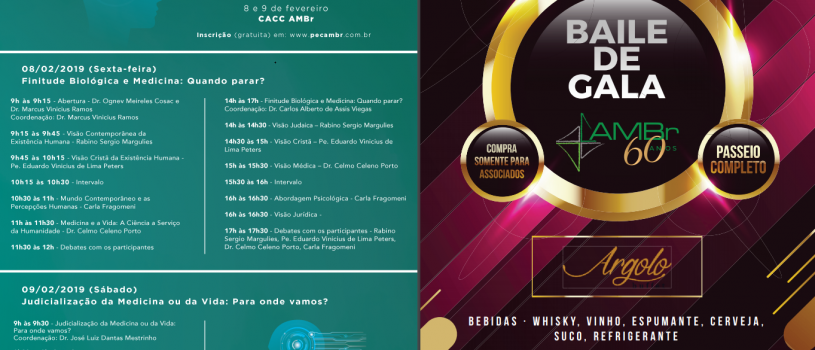 8 e 9 de fevereiro
CACC AMBr
Inscrição (gratuita) em: www.pecambr.com.br
08/02/2019 (Sexta-feira)
Finitude Biológica e Medicina: Quando parar?
9h às 9h15 - Abertura - Dr. Ognev Meireles Cosac e
Dr. Marcus Vinicius Ramos
Coordenação: Dr. Marcus Vinicius Ramos
9h15 às 9h45 - Visão Contemporânea da
Existência Humana - Rabino Sergio Margulies
9h45 às 10h15 - Visão Cristã da Existência Humana -
Pe. Eduardo Vinicius de Lima Peters
10h15 às 10h30 - Intervalo
10h30 às 11h - Mundo Contemporâneo e as
Percepções Humanas - Carla Fragomeni
11h às 11h30 - Medicina e a Vida: A Ciência a Serviço
da Humanidade - Dr. Celmo Celeno Porto
11h30 às 12h - Debates com os participantes
14h às 17h - Finitude Biológica e Medicina: Quando parar?
Coordenação: Dr. Carlos Alberto de Assis Viegas
14h às 14h30 - Visão Judaica – Rabino Sergio Margulies
14h30 às 15h - Visão Cristã – Pe. Eduardo Vinicius de
Lima Peters
15h às 15h30 - Visão Médica – Dr. Celmo Celeno Porto
15h30 às 16h - Intervalo
16h às 16h30 - Abordagem Psicológica - Carla Fragomeni
16h às 16h30 - Visão Jurídica -
17h às 17h30 - Debates com os participantes - Rabino
Sergio Margulies, Pe. Eduardo Vinicius de Lima Peters,
Dr. Celmo Celeno Porto, Carla Fragomeni
09/02/2019 (Sábado)
Judicialização da Medicina ou da Vida: Para onde vamos?
9h às 9h30 - Judicialização da Medicina ou da Vida:
Para onde vamos?
Coordenação: Dr. José Luiz Dantas Mestrinho
BAILE
DE
GALA
AMBr
60 ANOS
COMPRA
SOMENTE PARA
ASSOCIADOS
PASSEIO
COMPLETO
Argolo
BEBIDAS · WHISKY, VINHO, ESPUMANTE, CERVEJA,
SUCO, REFRIGERANTE